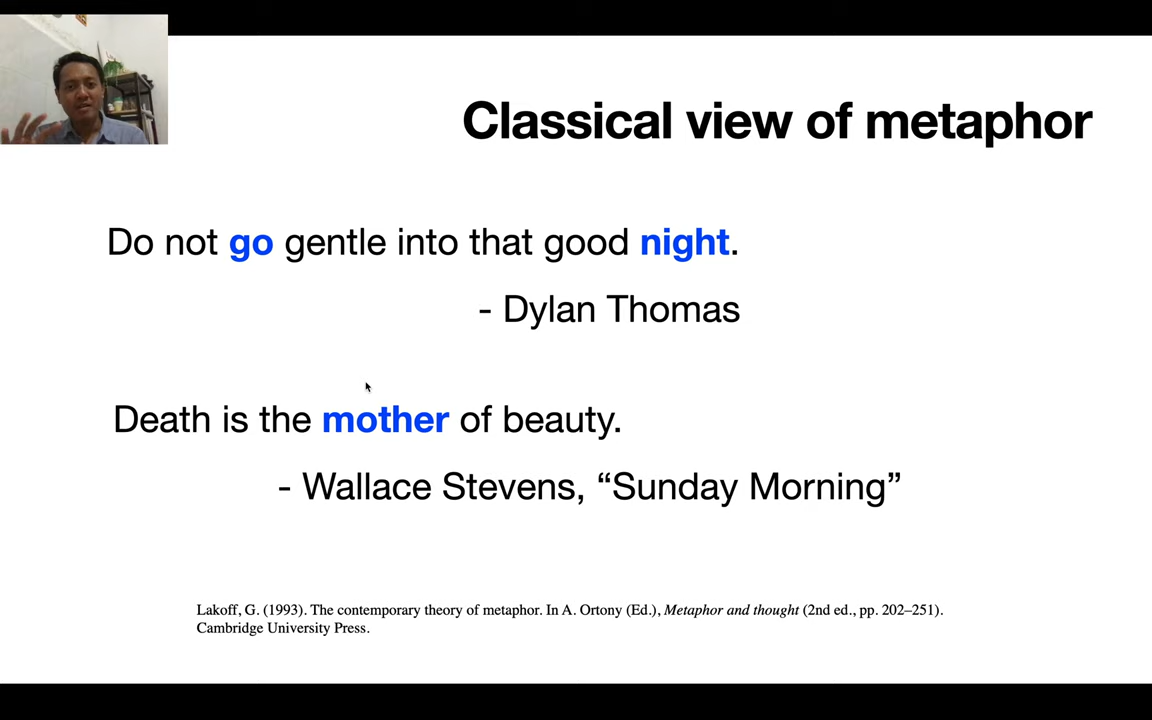 Classical view of metaphor
Do not go gentle into that good night.
- Dylan Thomas
Death is the mother of beauty.
- Wallace Stevens, “Sunday Morning”
Lakoff, G. (1993). The contemporary theory of metaphor. In A. Ortony (Ed.), Metaphor and thought (2nd ed., pp. 202–251).
Cambridge University Press.